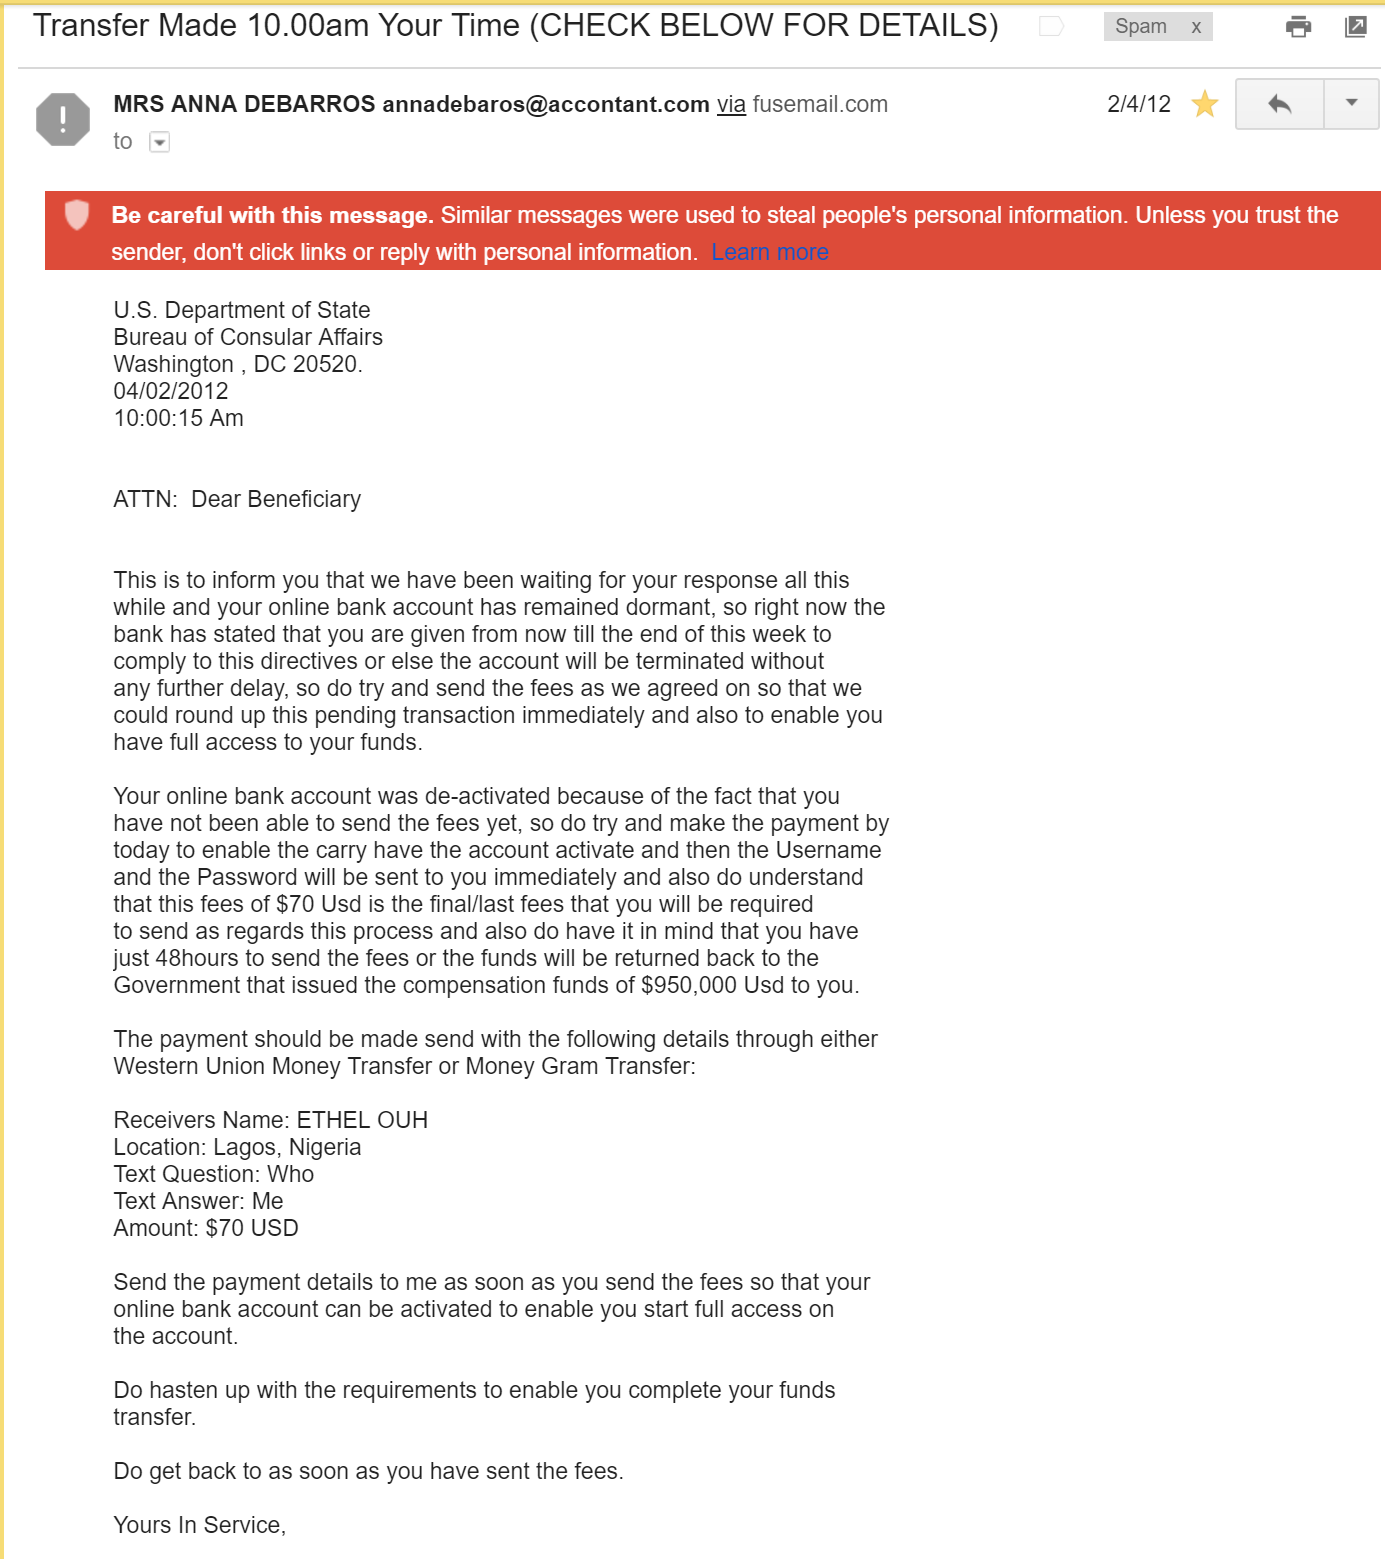 Transfer Made 10.00am Your Time (CHECK BELOW FOR DETAILS)
Spam x
MRS ANNA DEBARROS annadebaros@accontant.com via fusemail.com
2/4/12
to
Be careful with this message. Similar messages were used to steal people's personal information. Unless you trust the
sender, don't click links or reply with personal information. Learn more
U.S. Department of State
Bureau of Consular Affairs
Washington , DC 20520.
04/02/2012
10:00:15 Am
ATTN:  Dear Beneficiary
This is to inform you that we have been waiting for your response all this
while and your online bank account has remained dormant, so right now the
bank has stated that you are given from now till the end of this week to
comply to this directives or else the account will be terminated without
any further delay, so do try and send the fees as we agreed on so that we
could round up this pending transaction immediately and also to enable you
have full access to your funds.
Your online bank account was de-activated because of the fact that you
have not been able to send the fees yet, so do try and make the payment by
today to enable the carry have the account activate and then the Username
and the Password will be sent to you immediately and also do understand
that this fees of $70 Usd is the final/last fees that you will be required
to send as regards this process and also do have it in mind that you have
just 48hours to send the fees or the funds will be returned back to the
Government that issued the compensation funds of $950,000 Usd to you.
The payment should be made send with the following details through either
Western Union Money Transfer or Money Gram Transfer:
Receivers Name: ETHEL OUH
Location: Lagos, Nigeria
Text Question: Who
Text Answer: Me
Amount: $70 USD
Send the payment details to me as soon as you send the fees so that your
online bank account can be activated to enable you start full access on
the account.
Do hasten up with the requirements to enable you complete your funds
transfer.
Do get back to as soon as you have sent the fees.
Yours In Service,